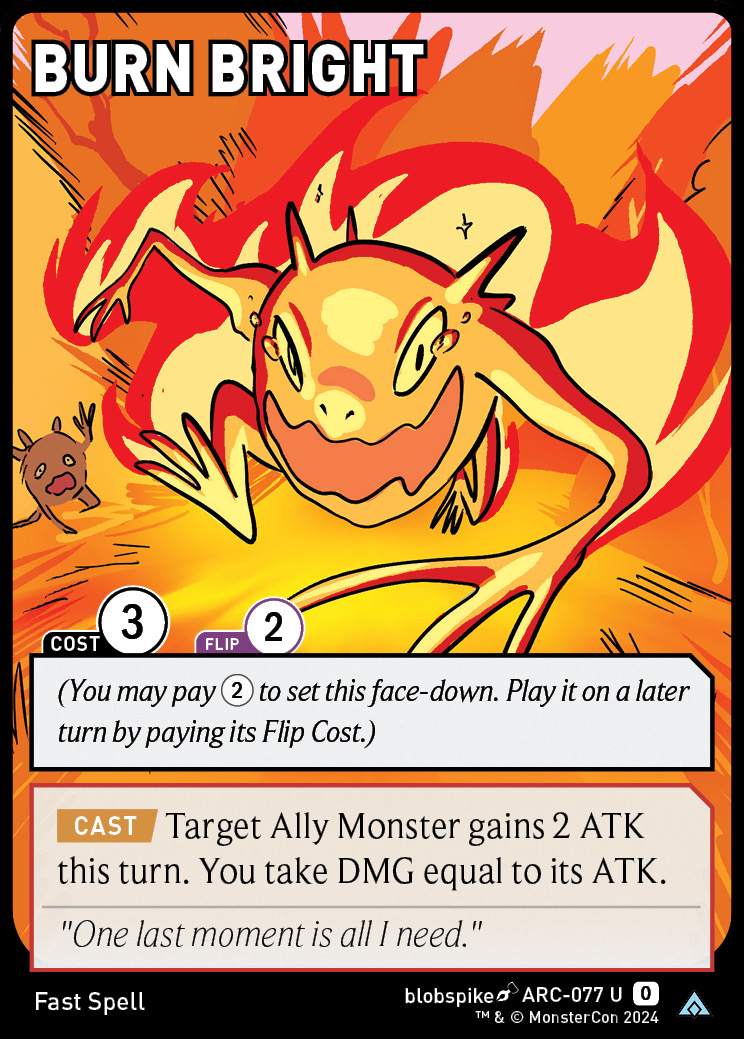 BURN BRIGHT
COST 3 FLIP 2
(You may pay 2 to set this face-down. Play it on a later
turn by paying its Flip Cost.)
CAST Target Ally Monster gains 2 ATK
this turn. You take DMG equal to its ATK.
"One last moment is all I need."
Fast Spell
blobspike ARC-077 U 0
™ & © MonsterCon 2024